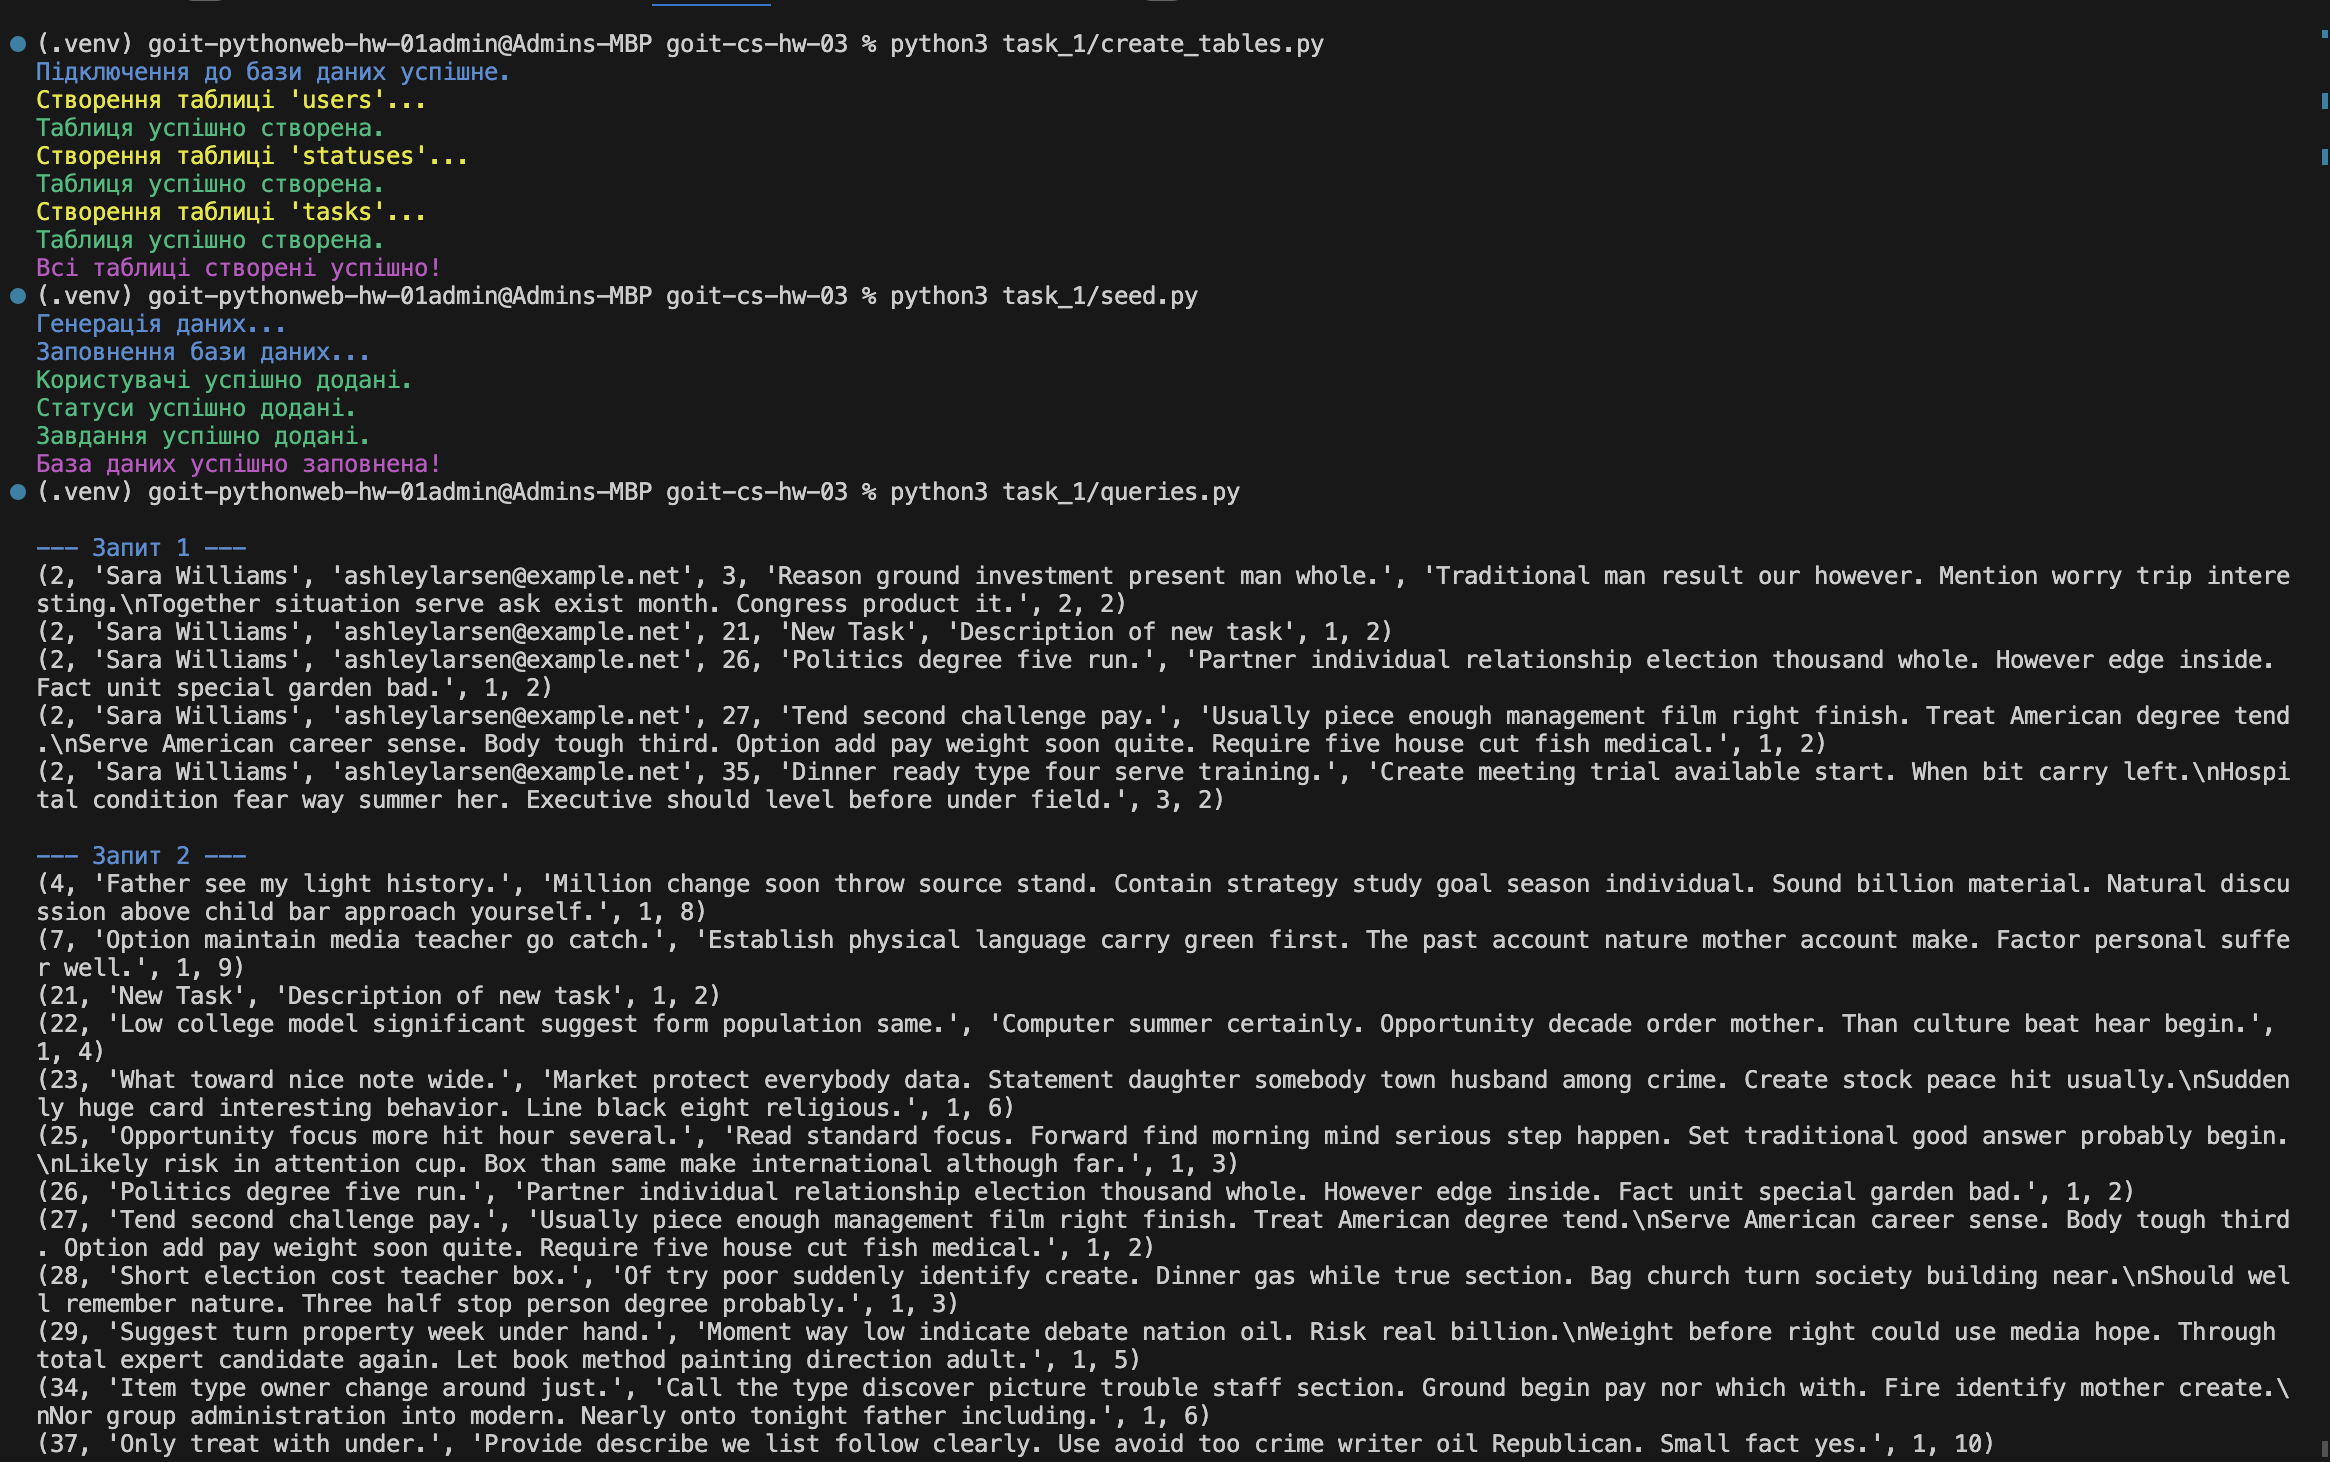 (.venv) goit-pythonweb-hw-01admin@Admins-MBP goit-cs-hw-03 % python3 task_1/create_tables.py
Підключення до бази даних успішне.
Створення таблиці 'users'...
Таблиця успішно створена.
Створення таблиці 'statuses'...
Таблиця успішно створена.
Створення таблиці 'tasks'...
Таблиця успішно створена.
Всі таблиці створені успішно!
(.venv) goit-pythonweb-hw-01admin@Admins-MBP goit-cs-hw-03 % python3 task_1/seed.py
Генерація даних...
Заповнення бази даних...
Користувачі успішно додані.
Статуси успішно додані.
Завдання успішно додані.
База даних успішно заповнена!
(.venv) goit-pythonweb-hw-01admin@Admins-MBP goit-cs-hw-03 % python3 task_1/queries.py
--- Запит 1 ---
(2, 'Sara Williams', 'ashleylarsen@example.net', 3, 'Reason ground investment present man whole.', 'Traditional man result our however. Mention worry trip intere
sting.\nTogether situation serve ask exist month. Congress product it.', 2, 2)
(2, 'Sara Williams', 'ashleylarsen@example.net', 21, 'New Task', 'Description of new task', 1, 2)
(2, 'Sara Williams', 'ashleylarsen@example.net', 26, 'Politics degree five run.', 'Partner individual relationship election thousand whole. However edge inside.
Fact unit special garden bad.', 1, 2)
(2, 'Sara Williams', 'ashleylarsen@example.net', 27, 'Tend second challenge pay.', 'Usually piece enough management film right finish. Treat American degree tend
.\nServe American career sense. Body tough third. Option add pay weight soon quite. Require five house cut fish medical.', 1, 2)
(2, 'Sara Williams', 'ashleylarsen@example.net', 35, 'Dinner ready type four serve training.', 'Create meeting trial available start. When bit carry left.\nHospi
tal condition fear way summer her. Executive should level before under field.', 3, 2)
--- Запит 2 ---
(4, 'Father see my light history.', 'Million change soon throw source stand. Contain strategy study goal season individual. Sound billion material. Natural discu
ssion above child bar approach yourself.', 1, 8)
(7, 'Option maintain media teacher go catch.', 'Establish physical language carry green first. The past account nature mother account make. Factor personal suffe
r well.', 1, 9)
(21, 'New Task', 'Description of new task', 1, 2)
(22, 'Low college model significant suggest form population same.', 'Computer summer certainly. Opportunity decade order mother. Than culture beat hear begin.',
1, 4)
(23, 'What toward nice note wide.', 'Market protect everybody data. Statement daughter somebody town husband among crime. Create stock peace hit usually.\nSudden
ly huge card interesting behavior. Line black eight religious.', 1, 6)
(25, 'Opportunity focus more hit hour several.', 'Read standard focus. Forward find morning mind serious step happen. Set traditional good answer probably begin.
\nLikely risk in attention cup. Box than same make international although far.', 1, 3)
(26, 'Politics degree five run.', 'Partner individual relationship election thousand whole. However edge inside. Fact unit special garden bad.', 1, 2)
(27, 'Tend second challenge pay.', 'Usually piece enough management film right finish. Treat American degree tend.\nServe American career sense. Body tough third
. Option add pay weight soon quite. Require five house cut fish medical.', 1, 2)
(28, 'Short election cost teacher box.', 'Of try poor suddenly identify create. Dinner gas while true section. Bag church turn society building near.\nShould wel
l remember nature. Three half stop person degree probably.', 1, 3)
(29, 'Suggest turn property week under hand.', 'Moment way low indicate debate nation oil. Risk real billion.\nWeight before right could use media hope. Through
total expert candidate again. Let book method painting direction adult.', 1, 5)
(34, 'Item type owner change around just.', 'Call the type discover picture trouble staff section. Ground begin pay nor which with. Fire identify mother create.\
nNor group administration into modern. Nearly onto tonight father including.', 1, 6)
(37, 'Only treat with under.', 'Provide describe we list follow clearly. Use avoid too crime writer oil Republican. Small fact yes.', 1, 10)